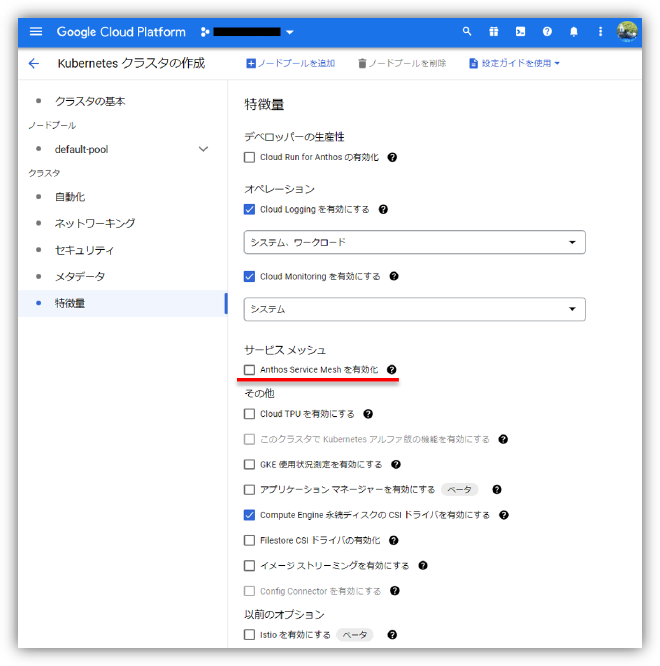 Google Cloud Platform
Kubernetes クラスタの作成
ノードプールを追加
ノードプールを削除
設定ガイドを使用
クラスタの基本
ノードプール
default-pool
クラスタ
自動化
ネットワーキング
セキュリティ
メタデータ
特徴量
特徴量
デベロッパーの生産性
Cloud Run for Anthos の有効化
オペレーション
Cloud Logging を有効にする
システム、ワークロード
Cloud Monitoring を有効にする
システム
サービス メッシュ
Anthos Service Mesh を有効化
その他
Cloud TPU を有効にする
このクラスタで Kubernetes アルファ版の機能を有効にする
GKE 使用状況測定を有効にする
アプリケーション マネージャーを有効にする ベータ
Compute Engine 永続ディスクの CSI ドライバを有効にする
Filestore CSI ドライバの有効化
イメージ ストリーミングを有効にする
Config Connector を有効にする
以前のオプション
Istio を有効にする ベータ